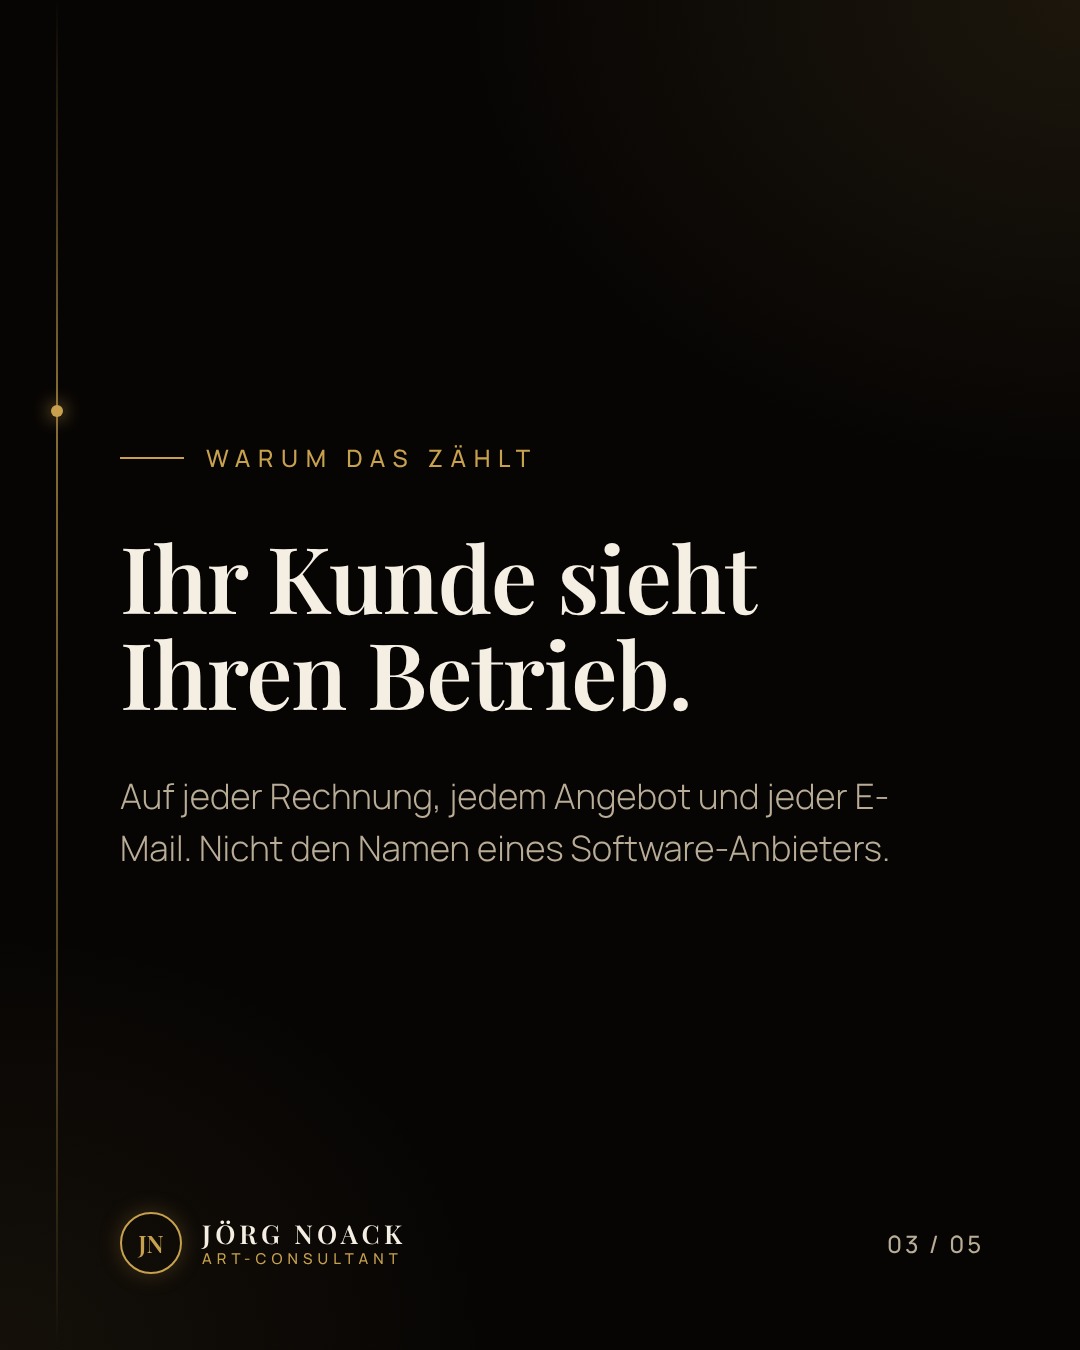 WARUM DAS ZÄHLT
Ihr Kunde sieht
Ihren Betrieb.
Auf jeder Rechnung, jedem Angebot und jeder E-
Mail. Nicht den Namen eines Software-Anbieters.
JN
JÖRG NOACK
ART-CONSULTANT
03 / 05